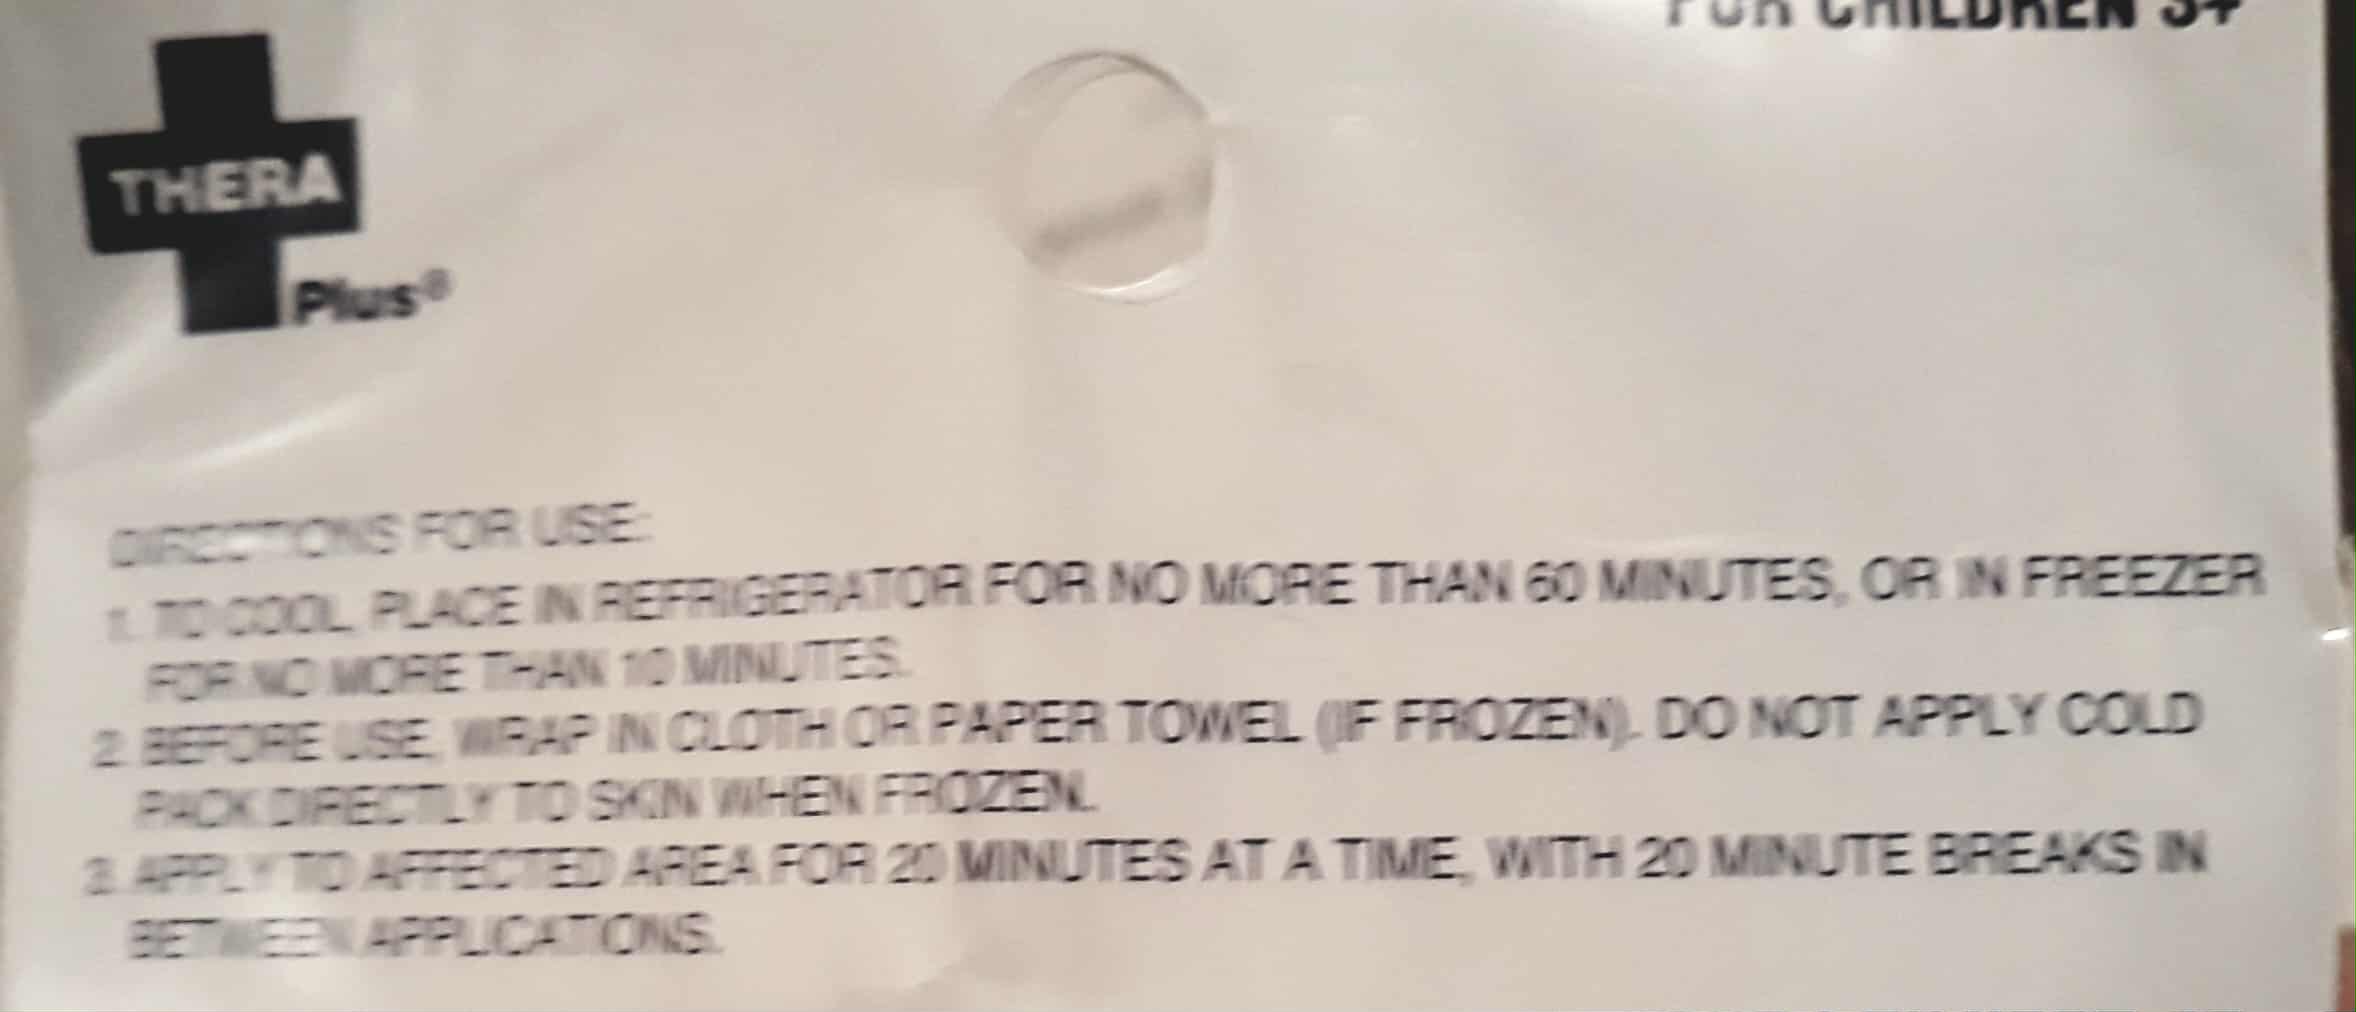 FOR CHILDREN 3+
THERA
Plus®
DIRECTIONS FOR USE:
1. TO COOL, PLACE IN REFRIGERATOR FOR NO MORE THAN 60 MINUTES, OR IN FREEZER
FOR NO MORE THAN 10 MINUTES.
2. BEFORE USE, WRAP IN CLOTH OR PAPER TOWEL (IF FROZEN). DO NOT APPLY COLD
PACK DIRECTLY TO SKIN WHEN FROZEN.
3. APPLY TO AFFECTED AREA FOR 20 MINUTES AT A TIME, WITH 20 MINUTE BREAKS IN
BETWEEN APPLICATIONS.